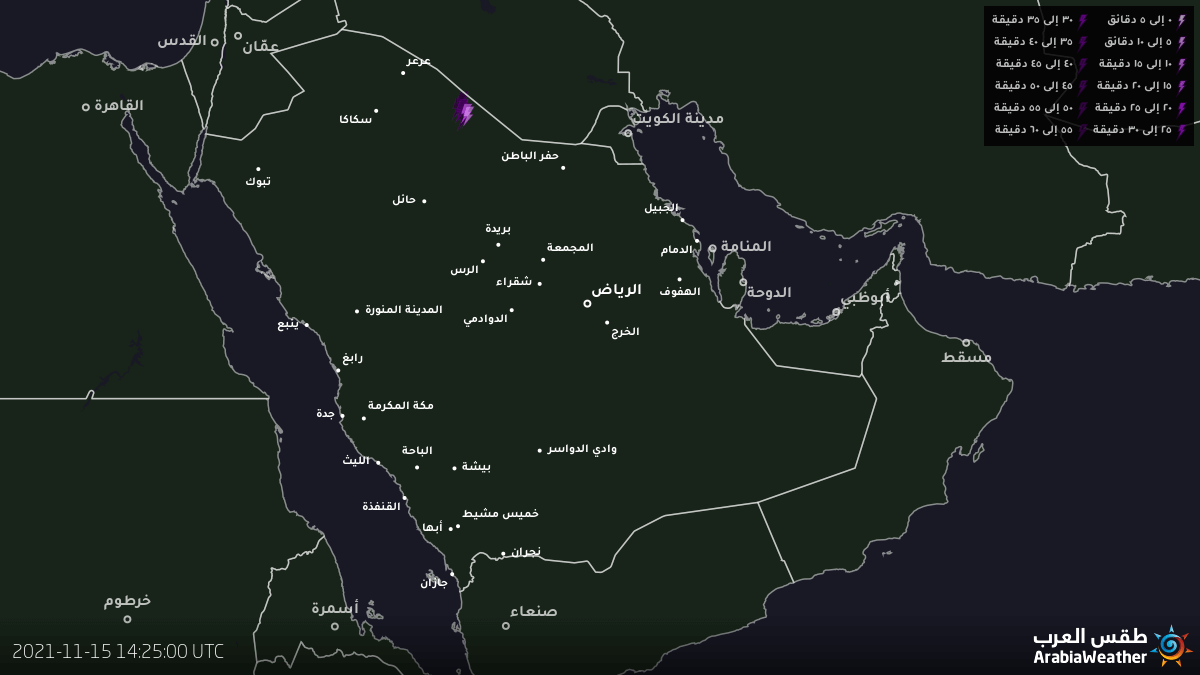 ٠ إلى ٥ دقائق
٣٠ إلى ٣٥ دقيقة
٥ إلى ١٠ دقائق
٣٥ إلى ٤٠ دقيقة
١٠ إلى ١٥ دقيقة
٤٠ إلى ٤٥ دقيقة
١٥ إلى ٢٠ دقيقة
٤٥ إلى ٥٠ دقيقة
٢٠ إلى ٢٥ دقيقة
٥٠ إلى ٥٥ دقيقة
٢٥ إلى ٣٠ دقيقة
٥٥ إلى ٦٠ دقيقة
القدس
عمّان
عرعر
القاهرة
سكاكا
مدينة الكويت
حفر الباطن
تبوك
حائل
الجبيل
بريدة
المجمعة
الدمام
المنامة
الرس
شقراء
الرياض
الهفوف
الدوحة
أبوظبي
المدينة المنورة
الدوادمي
ينبع
الخرج
رابغ
مسقط
مكة المكرمة
جدة
الباحة
وادي الدواسر
الليث
بيشة
القنفذة
خميس مشيط
أبها
نجران
جازان
خرطوم
أسمرة
صنعاء
2021-11-15 14:25:00 UTC
طقس العرب
ArabiaWeather